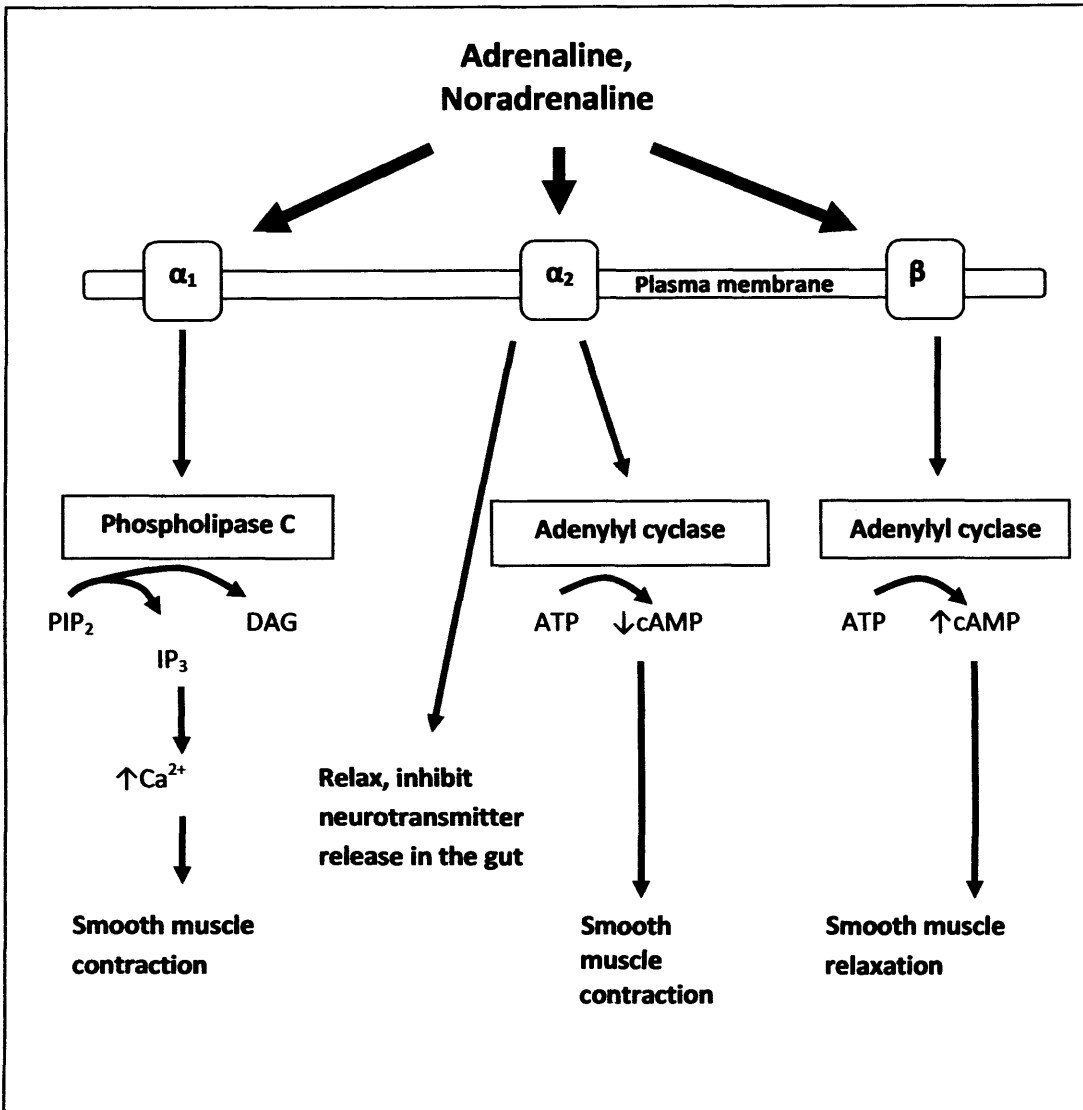 Adrenaline,
Noradrenaline
α₁
α₂
Plasma membrane
β
Phospholipase C
Adenylyl cyclase
Adenylyl cyclase
PIP₂
DAG
ATP
↓cAMP
ATP
↑cAMP
IP₃
↑Ca²⁺
Relax, inhibit
neurotransmitter
release in the gut
Smooth muscle
contraction
Smooth
muscle
contraction
Smooth muscle
relaxation